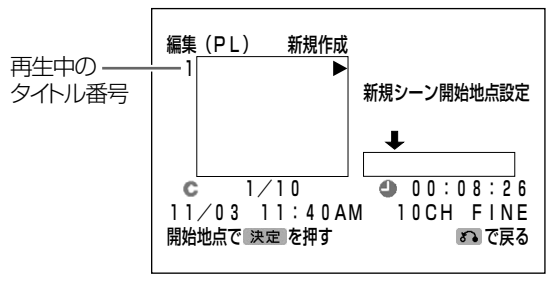 編集（PL） 新規作成
再生中の
タイトル番号
1
新規シーン開始地点設定
C 1／10 00：08：26
11／03 11：40AM 10CH FINE
開始地点で 決定 を押す で戻る